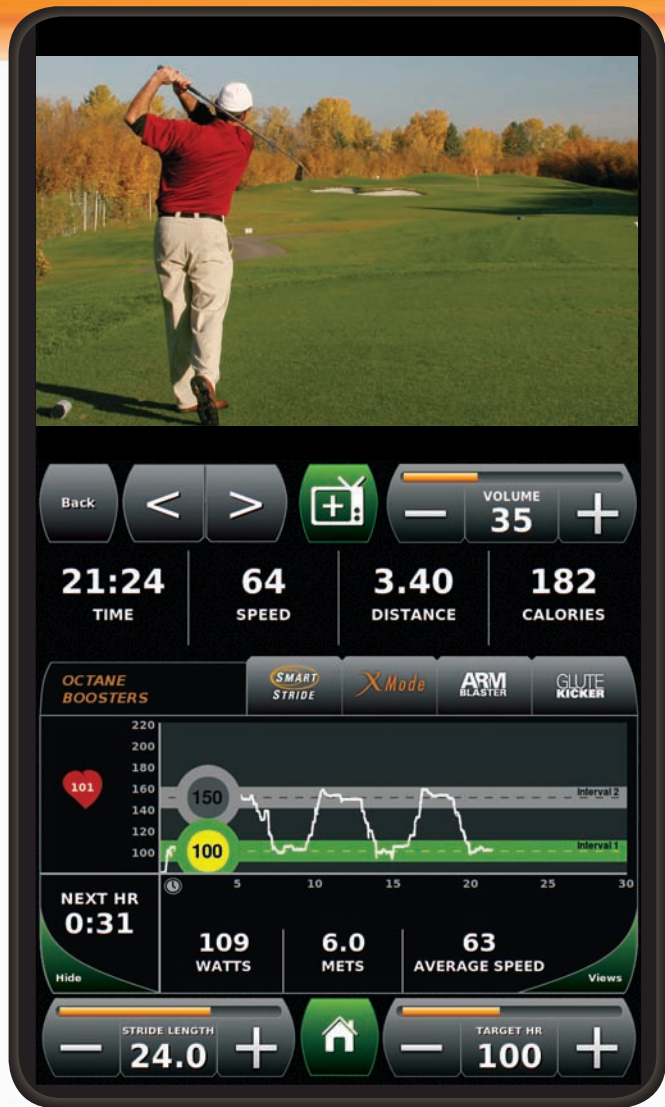 Back
<
>
+
−
VOLUME
35
+
21:24
TIME
64
SPEED
3.40
DISTANCE
182
CALORIES
OCTANE
BOOSTERS
SMART
STRIDE
X Mode
ARM
BLASTER
GLUTE
KICKER
220
200
180
160
140
120
100
101
150
100
Interval 2
Interval 1
5
10
15
20
25
30
NEXT HR
0:31
Hide
109
WATTS
6.0
METS
63
AVERAGE SPEED
Views
−
STRIDE LENGTH
24.0
+
−
TARGET HR
100
+